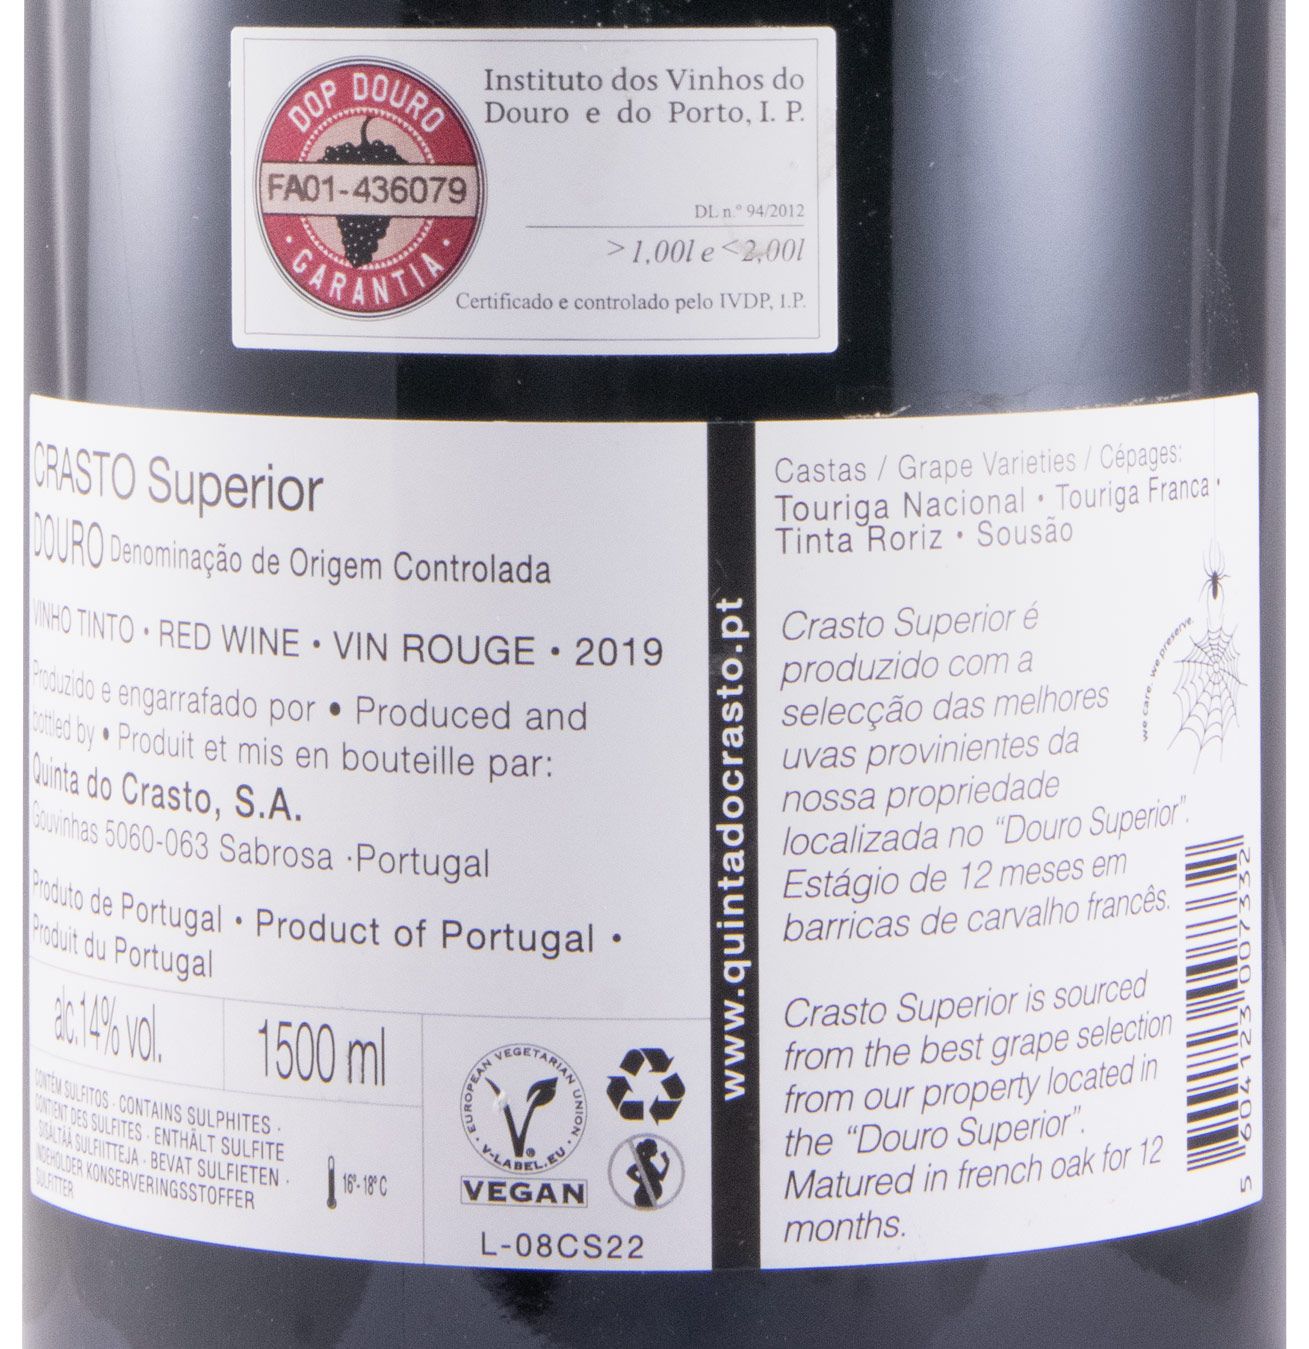 DOP DOURO
FA01-436079
• GARANTIA •
Instituto dos Vinhos do
Douro e do Porto, I. P.
DL n.º 94/2012
>1,00l e <2,00l
Certificado e controlado pelo IVDP, I.P.
CRASTO Superior
DOURO Denominação de Origem Controlada
VINHO TINTO • RED WINE • VIN ROUGE • 2019
Produzido e engarrafado por • Produced and
bottled by • Produit et mis en bouteille par:
Quinta do Crasto, S.A.
Gouvinhas 5060-063 Sabrosa ·Portugal
Produto de Portugal • Product of Portugal •
Produit du Portugal
alc.14% vol.
1500 ml
CONTÉM SULFITOS · CONTAINS SULPHITES ·
CONTIENT DES SULFITES · ENTHÄLT SULFITE
· SISÄLTÄÄ SULFIITTEJA · BEVAT SULFIETEN ·
INDEHOLDER KONSERVERINGSSTOFFER
SULFITTER
16º-18ºC
• EUROPEAN VEGETARIAN UNION •
V-LABEL.EU
®
VEGAN
L-08CS22
www.quintadocrasto.pt
Castas / Grape Varieties / Cépages:
Touriga Nacional • Touriga Franca •
Tinta Roriz • Sousão
we care. we preserve.
Crasto Superior é
produzido com a
selecção das melhores
uvas provinientes da
nossa propriedade
localizada no “Douro Superior”.
Estágio de 12 meses em
barricas de carvalho francês.
Crasto Superior is sourced
from the best grape selection
from our property located in
the “Douro Superior”.
Matured in french oak for 12
months.
5 604123 007332